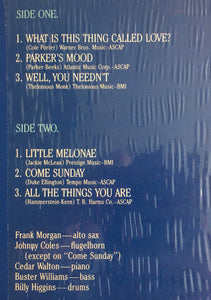 SIDE ONE.
1. WHAT IS THIS THING CALLED LOVE?
(Cole Porter) Warner Bros. Music–ASCAP
2. PARKER'S MOOD
(Parker-Beeks) Atlantic Music Corp.–ASCAP
3. WELL, YOU NEEDN'T
(Thelonious Monk) Thelonious Music–BMI
SIDE TWO.
1. LITTLE MELONAE
(Jackie McLean) Prestige Music–BMI
2. COME SUNDAY
(Duke Ellington) Tempo Music–ASCAP
3. ALL THE THINGS YOU ARE
(Hammerstein-Kern) T. B. Harms Co.–ASCAP
Frank Morgan—alto sax
Johnny Coles—flugelhorn
(except on "Come Sunday")
Cedar Walton—piano
Buster Williams—bass
Billy Higgins—drums